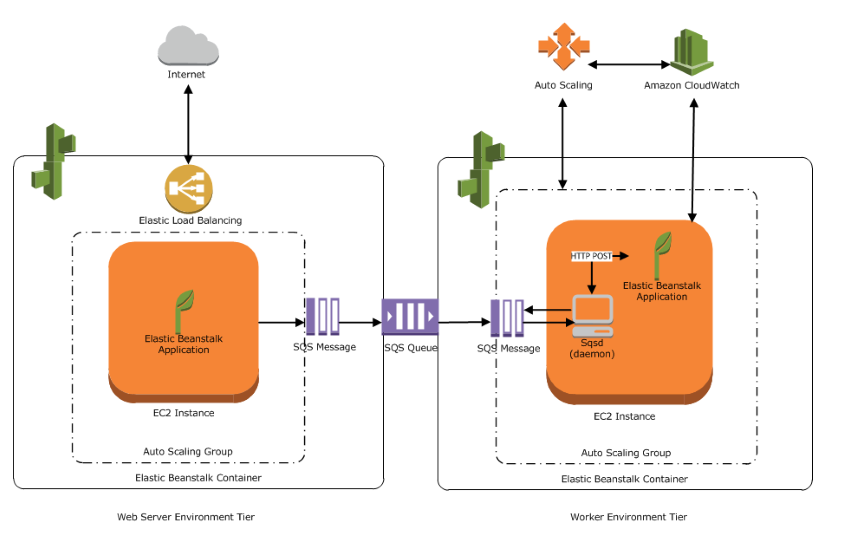 Internet
Auto Scaling
Amazon CloudWatch
Elastic Load Balancing
HTTP POST
Elastic Beanstalk
Application
Elastic Beanstalk
Application
SQS Message
SQS Queue
SQS Message
Sqsd
(daemon)
EC2 Instance
EC2 Instance
Auto Scaling Group
Auto Scaling Group
Elastic Beanstalk Container
Elastic Beanstalk Container
Web Server Environment Tier
Worker Environment Tier